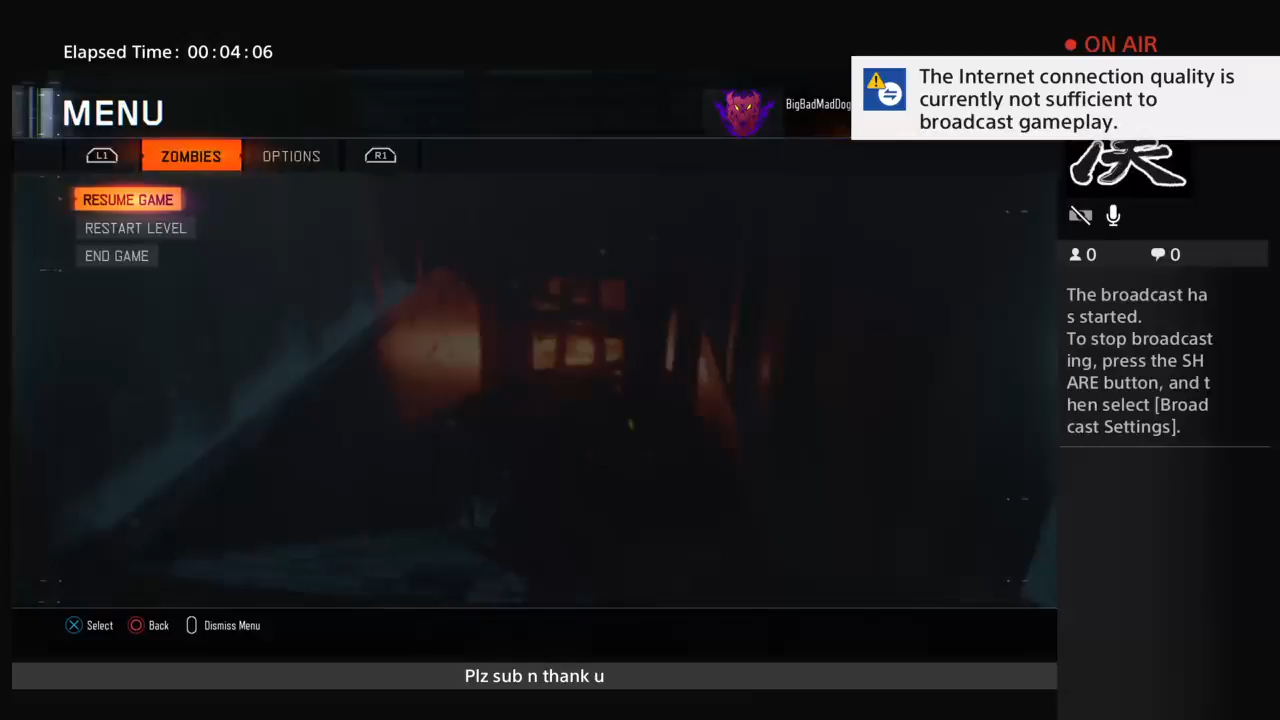 Elapsed Time: 00:04:06
ON AIR
The Internet connection quality is
currently not sufficient to
broadcast gameplay.
MENU
BigBadMadDog
L1
ZOMBIES
OPTIONS
R1
RESUME GAME
RESTART LEVEL
END GAME
0
0
The broadcast ha
s started.
To stop broadcast
ing, press the SH
ARE button, and t
hen select [Broad
cast Settings].
Select
Back
Dismiss Menu
Plz sub n thank u